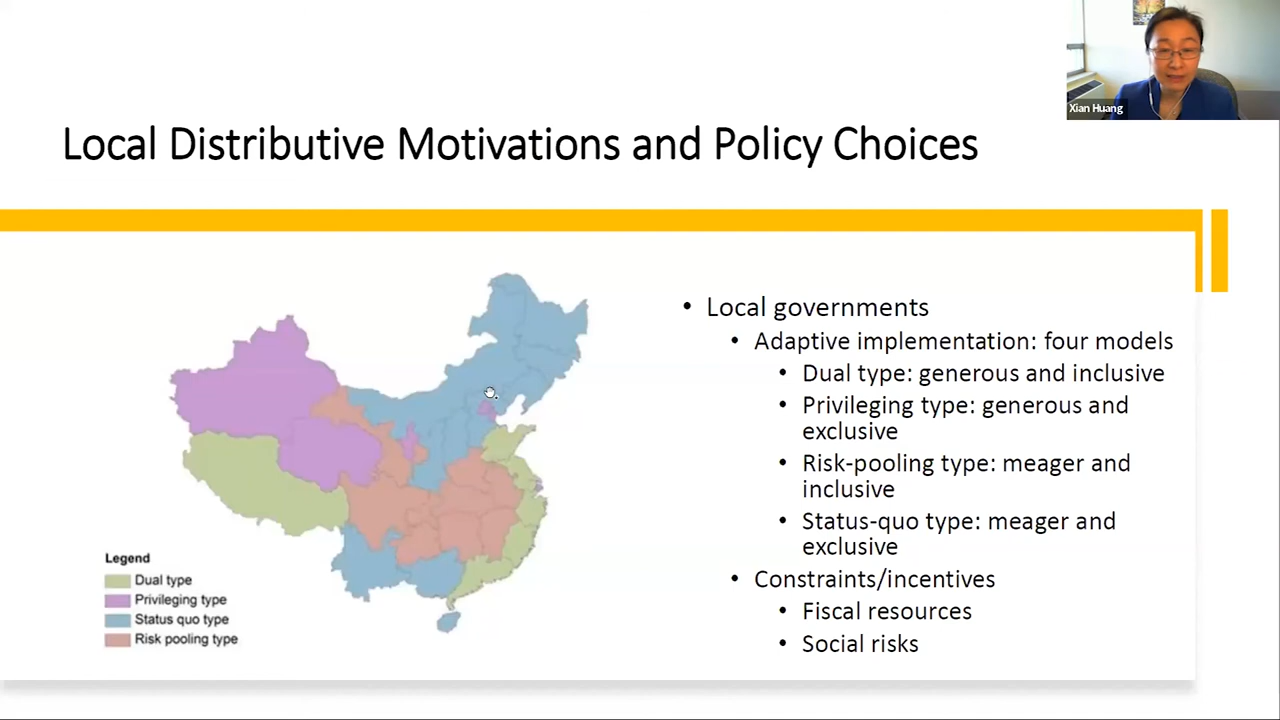 Xian Huang
Local Distributive Motivations and Policy Choices
• Local governments
• Adaptive implementation: four models
• Dual type: generous and inclusive
• Privileging type: generous and
exclusive
• Risk-pooling type: meager and
inclusive
• Status-quo type: meager and
exclusive
• Constraints/incentives
• Fiscal resources
• Social risks
Legend
Dual type
Privileging type
Status quo type
Risk pooling type